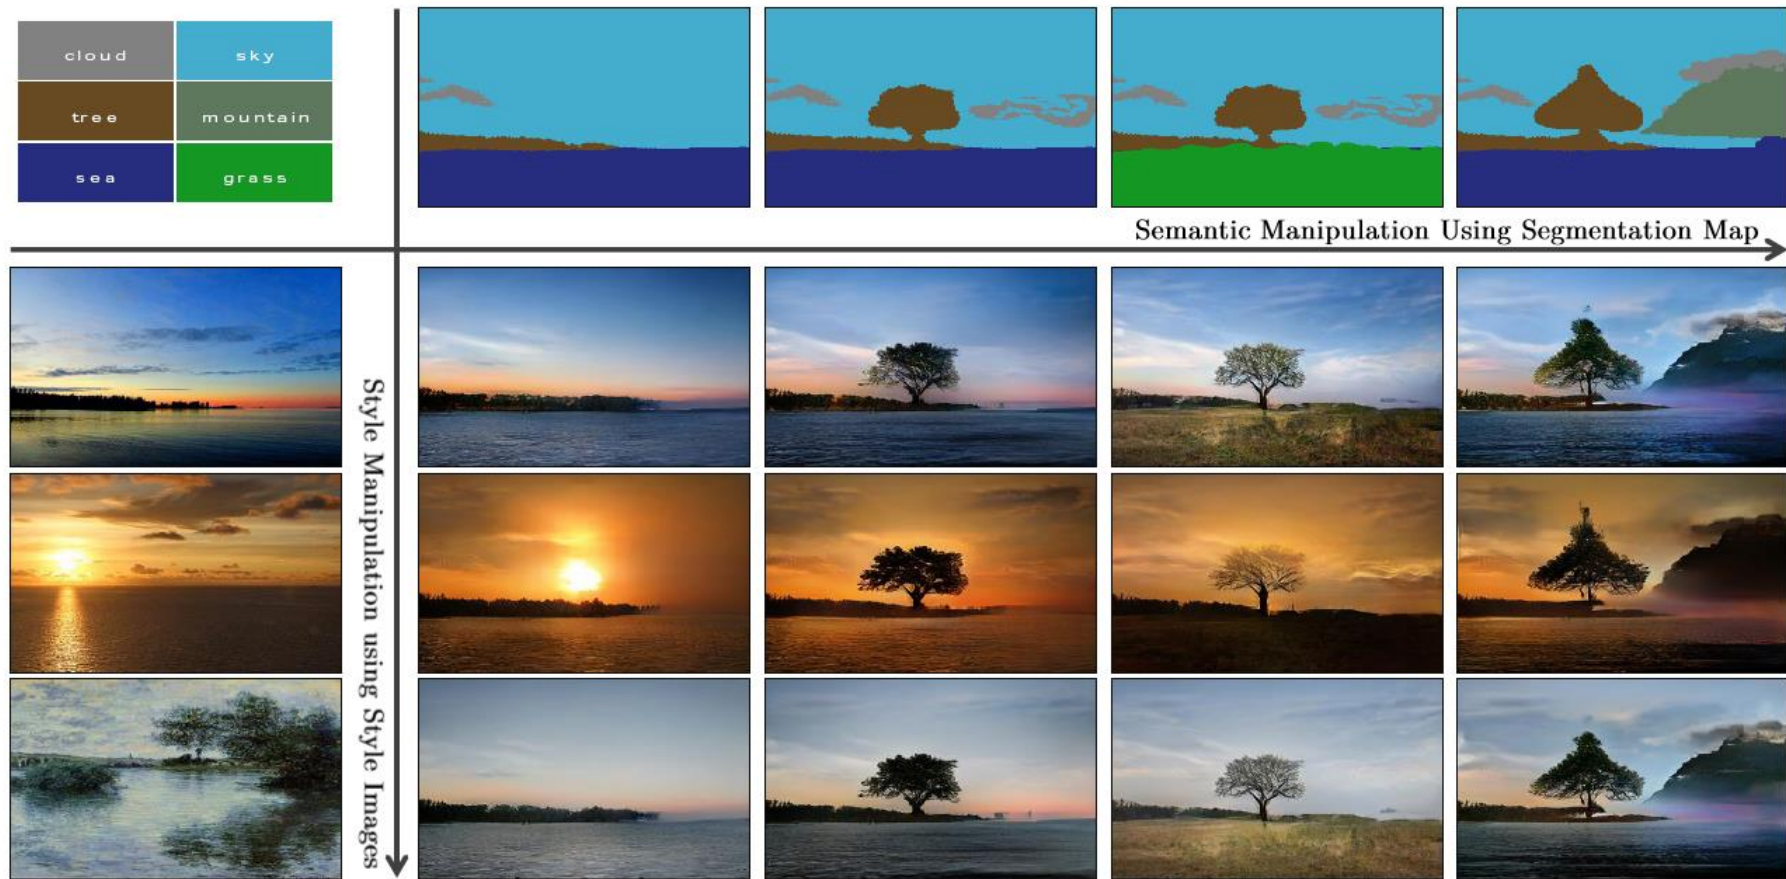 cloud
sky
tree
mountain
sea
grass
Semantic Manipulation Using Segmentation Map
Style Manipulation using Style Images